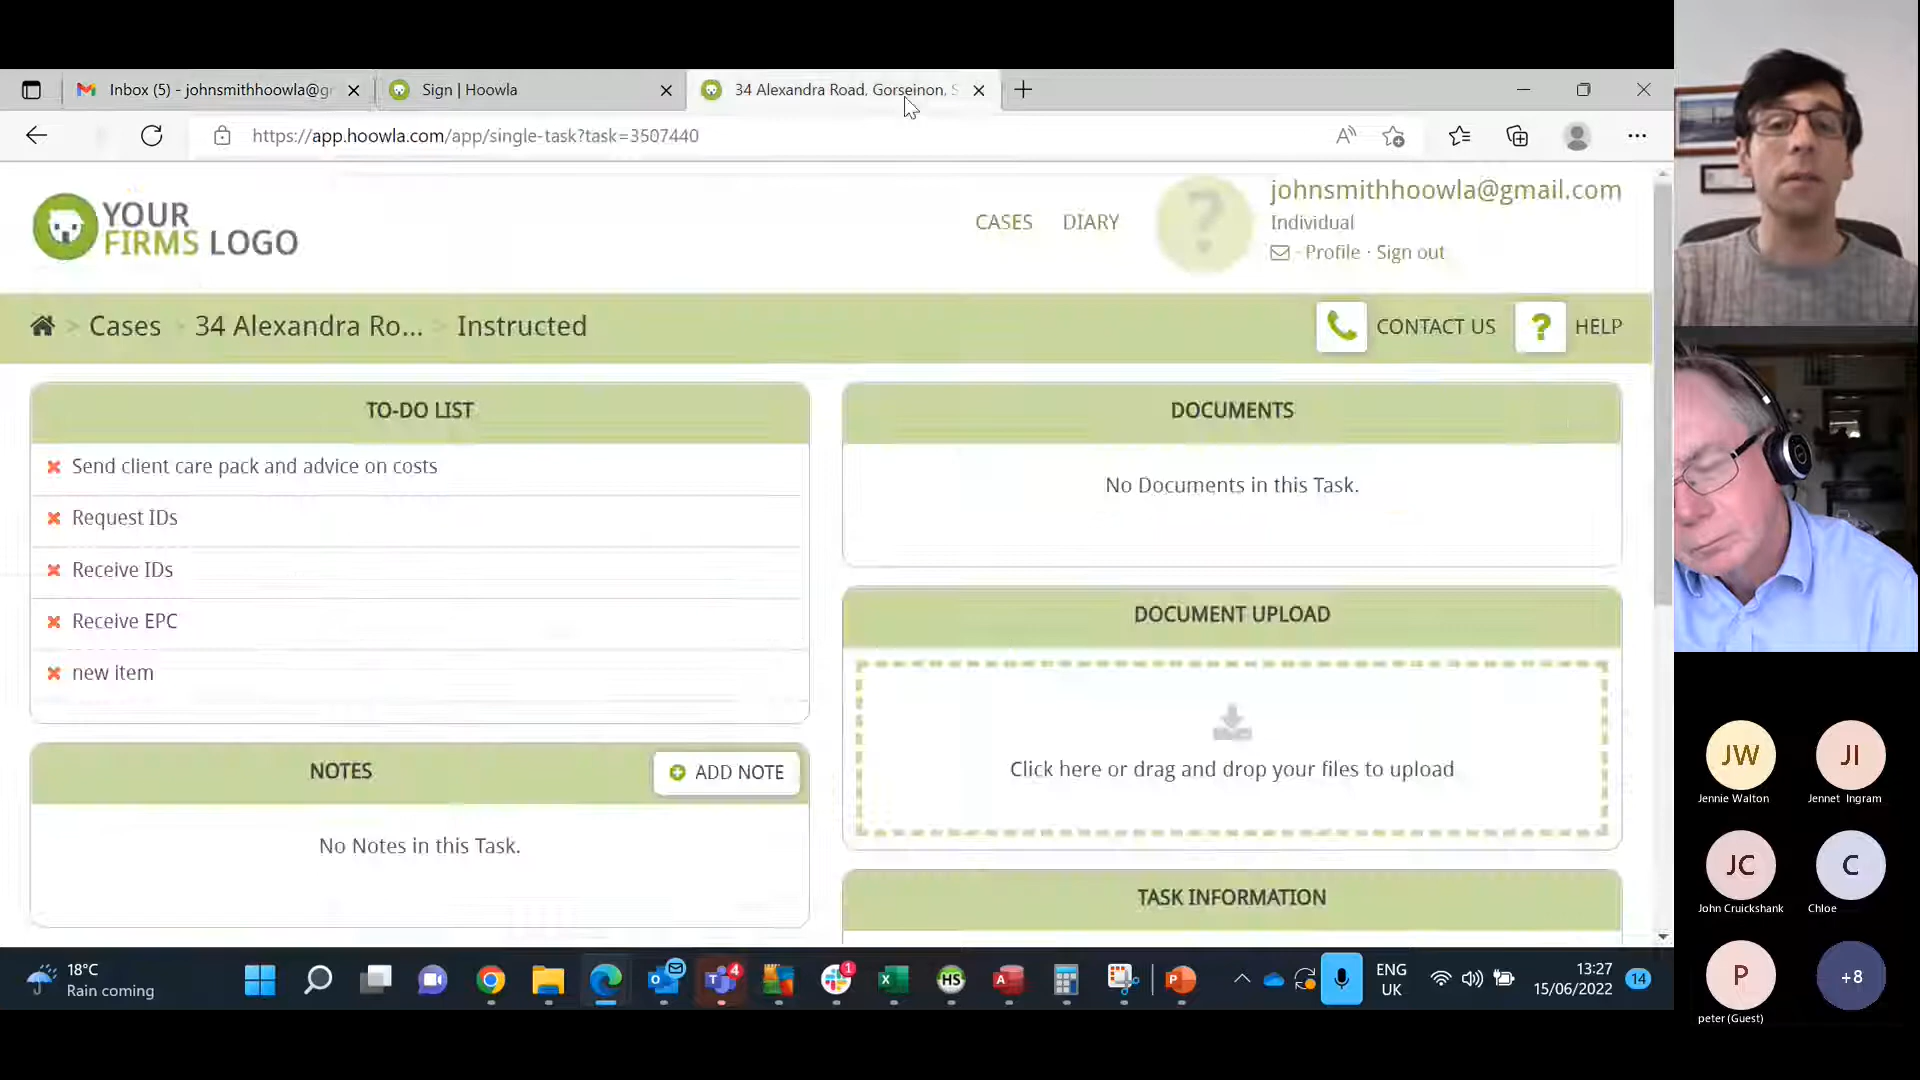 Inbox (5) - johnsmithhoowla@gr
Sign | Hoowla
34 Alexandra Road, Gorseinon, S
https://app.hoowla.com/app/single-task?task=3507440
YOUR
FIRMS LOGO
CASES
DIARY
?
johnsmithhoowla@gmail.com
Individual
· Profile · Sign out
> Cases > 34 Alexandra Ro... > Instructed
CONTACT US
? HELP
TO-DO LIST
Send client care pack and advice on costs
Request IDs
Receive IDs
Receive EPC
new item
NOTES
ADD NOTE
No Notes in this Task.
DOCUMENTS
No Documents in this Task.
DOCUMENT UPLOAD
Click here or drag and drop your files to upload
TASK INFORMATION
18°C
Rain coming
4
1
HS
ENG
UK
13:27
15/06/2022
14
JW
Jennie Walton
JI
Jennet Ingram
JC
John Cruickshank
C
Chloe
P
peter (Guest)
+8